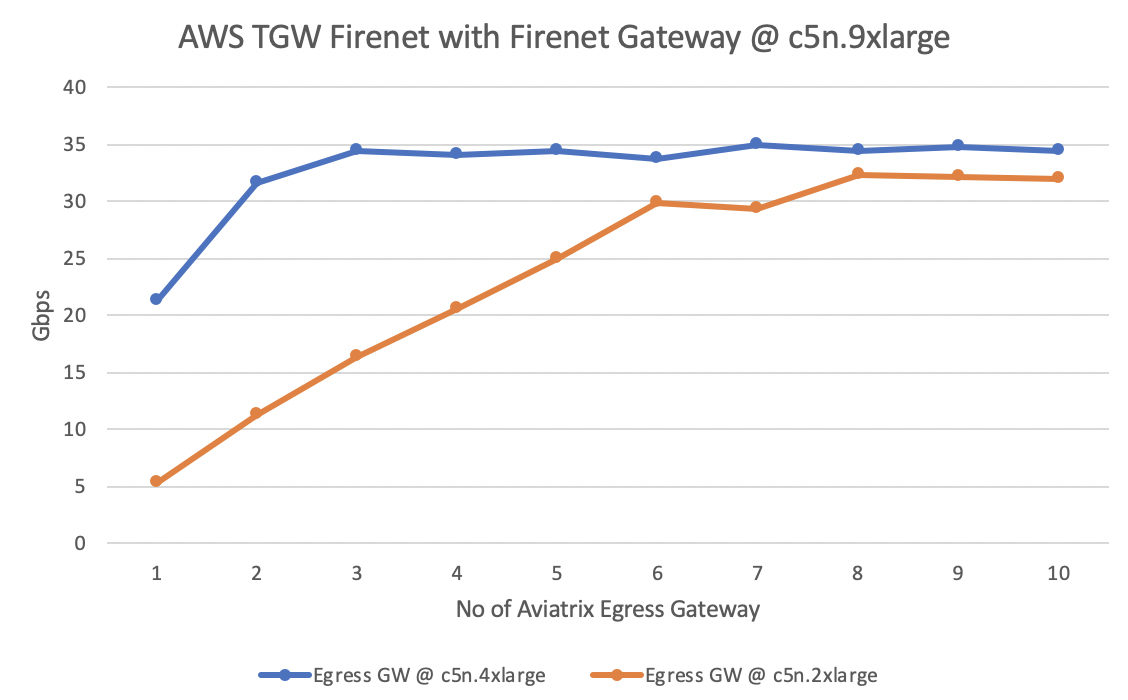 AWS TGW Firenet with Firenet Gateway @ c5n.9xlarge
40
35
30
25
20
15
10
5
0
Gbps
1 2 3 4 5 6 7 8 9 10
No of Aviatrix Egress Gateway
Egress GW @ c5n.4xlarge Egress GW @ c5n.2xlarge